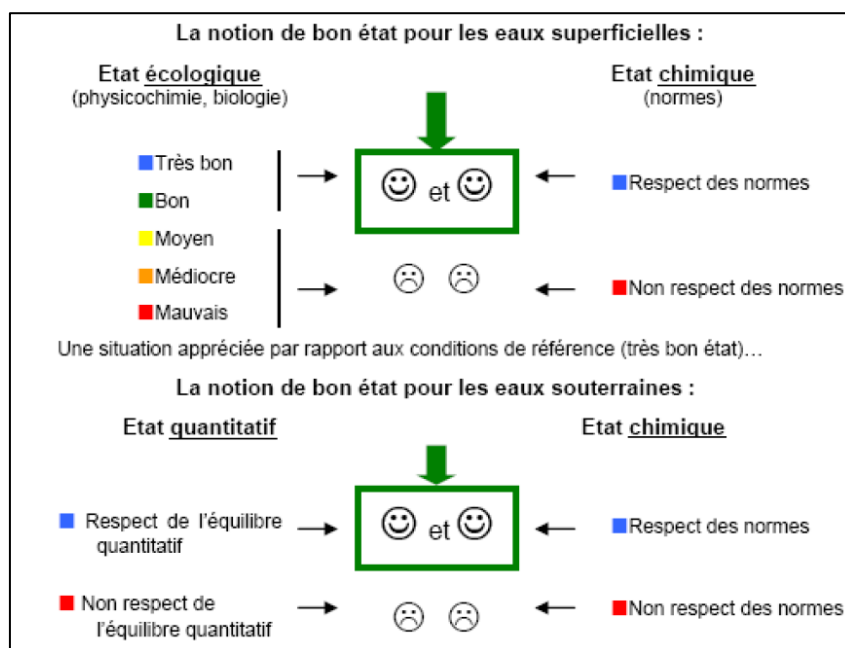 La notion de bon état pour les eaux superficielles :
Etat écologique
(physicochimie, biologie)
Etat chimique
(normes)
Très bon
Bon
Moyen
Médiocre
Mauvais
et
Respect des normes
Non respect des normes
Une situation appréciée par rapport aux conditions de référence (très bon état)…
La notion de bon état pour les eaux souterraines :
Etat quantitatif
Etat chimique
Respect de l'équilibre
quantitatif
et
Respect des normes
Non respect de
l'équilibre quantitatif
Non respect des normes